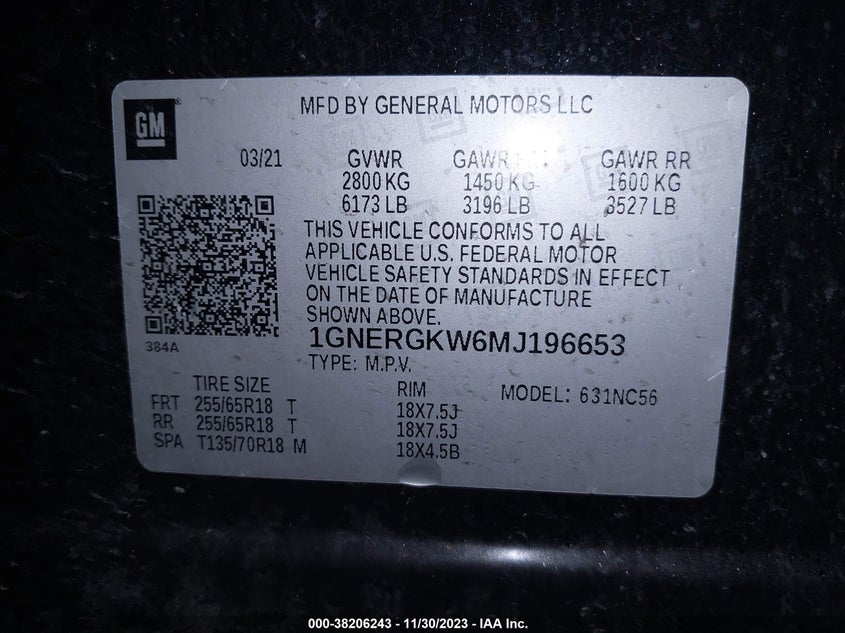 GM
MFD BY GENERAL MOTORS LLC
03/21 GVWR GAWR GAWR RR
2800 KG 1450 KG 1600 KG
6173 LB 3196 LB 3527 LB
THIS VEHICLE CONFORMS TO ALL
APPLICABLE U.S. FEDERAL MOTOR
VEHICLE SAFETY STANDARDS IN EFFECT
ON THE DATE OF MANUFACTURE
SHOWN ABOVE.
384A
1GNERGKW6MJ196653
TYPE: M.P.V.
TIRE SIZE RIM MODEL: 631NC56
FRT 255/65R18 T 18X7.5J
RR 255/65R18 T 18X7.5J
SPA T135/70R18 M 18X4.5B
000-38206243 - 11/30/2023 - IAA Inc.